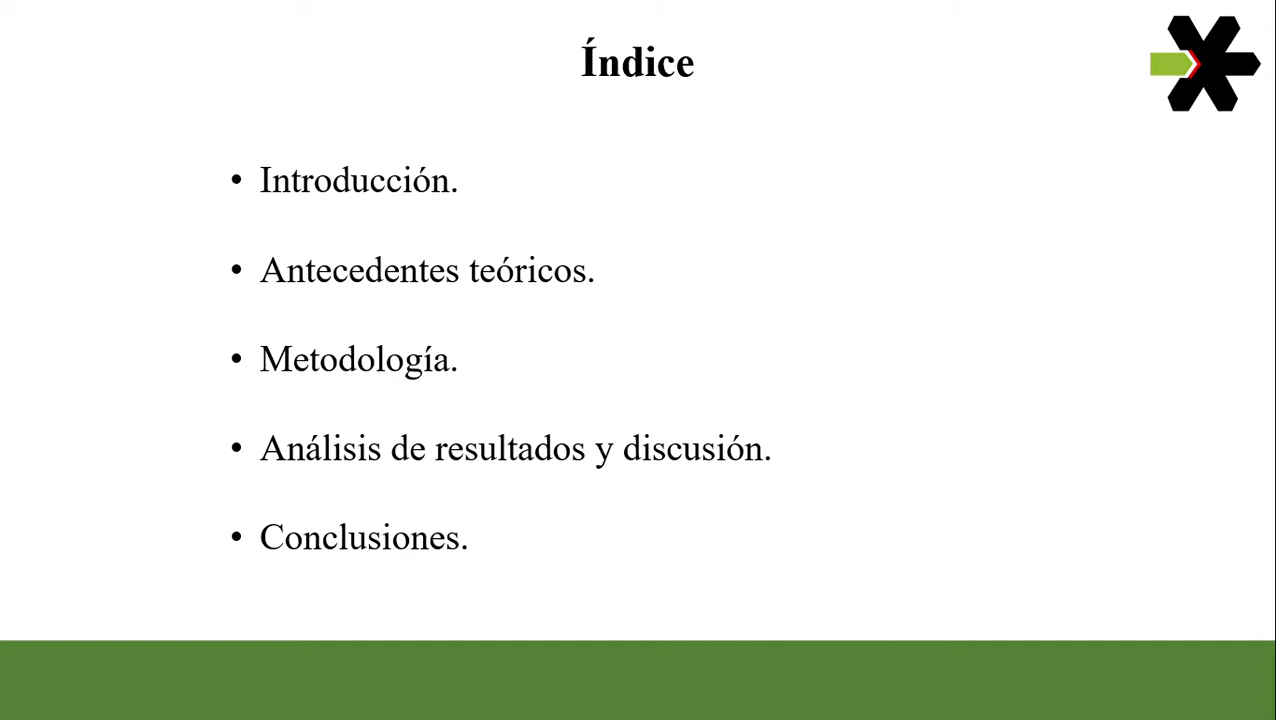 Índice
• Introducción.
• Antecedentes teóricos.
• Metodología.
• Análisis de resultados y discusión.
• Conclusiones.